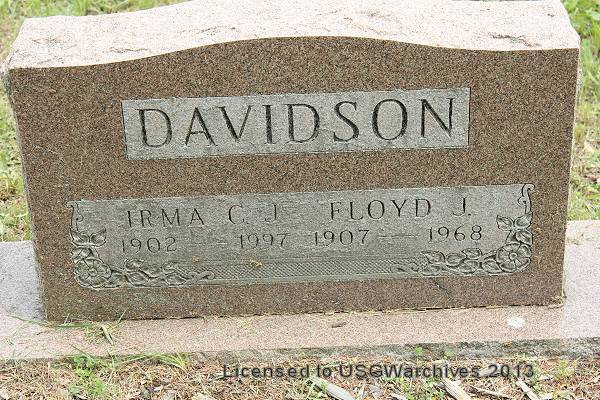 DAVIDSON
IRMA C. J. FLOYD J.
1902 — 1997 1907 — 1968
Licensed to USGWarchives 2013